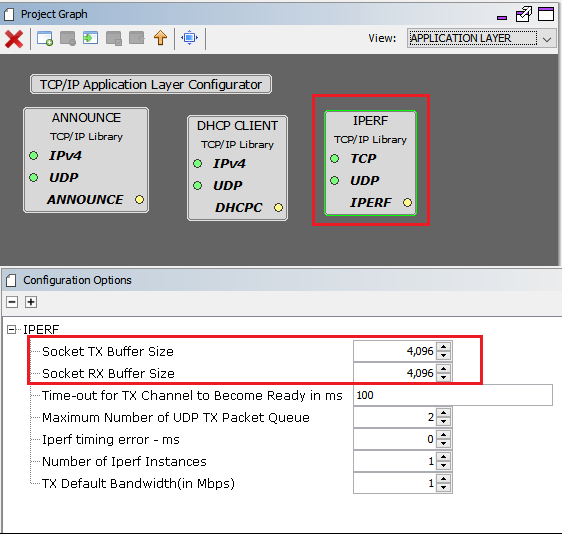 Project Graph
View: APPLICATION LAYER
TCP/IP Application Layer Configurator
ANNOUNCE
TCP/IP Library
IPv4
UDP
ANNOUNCE
DHCP CLIENT
TCP/IP Library
IPv4
UDP
DHCPC
IPERF
TCP/IP Library
TCP
UDP
IPERF
Configuration Options
IPERF
Socket TX Buffer Size 4,096
Socket RX Buffer Size 4,096
Time-out for TX Channel to Become Ready in ms 100
Maximum Number of UDP TX Packet Queue 2
Iperf timing error - ms 0
Number of Iperf Instances 1
TX Default Bandwidth(in Mbps) 1